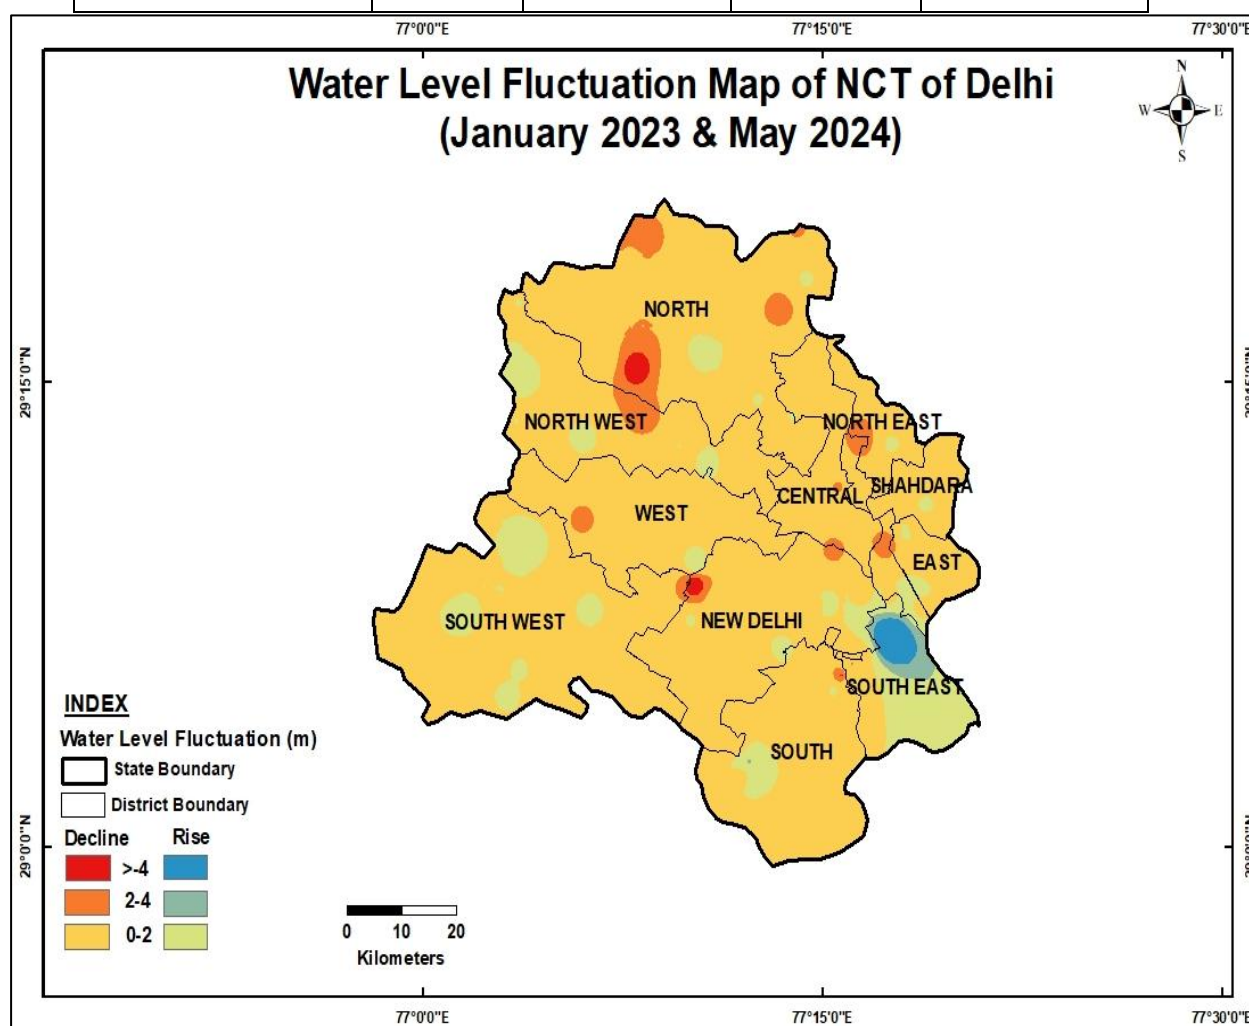 77°0'0"E 77°15'0"E 77°30'0"E
Water Level Fluctuation Map of NCT of Delhi
(January 2023 & May 2024)
N
W E
S
NORTH
29°15'0"N
NORTH WEST
NORTH EAST
SHAHDARA
CENTRAL
WEST
EAST
SOUTH WEST
NEW DELHI
SOUTH EAST
SOUTH
INDEX
Water Level Fluctuation (m)
State Boundary
District Boundary
Decline Rise
>-4
2-4
0-2
0 10 20
Kilometers
29°0'0"N
77°0'0"E 77°15'0"E 77°30'0"E